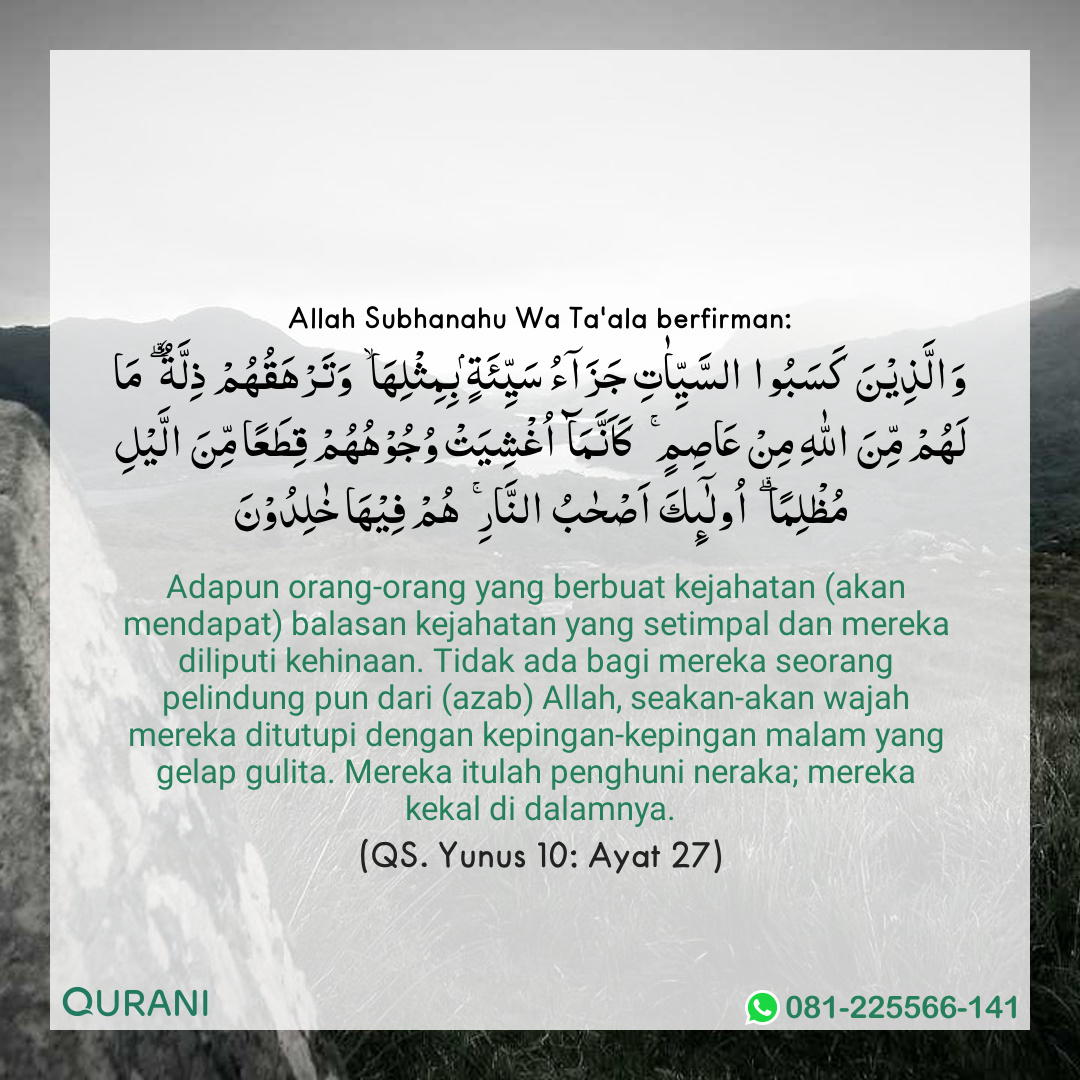 Allah Subhanahu Wa Ta'ala berfirman:
وَالَّذِيْنَ كَسَبُوا السَّيِّاٰتِ جَزَاۤءُ سَيِّئَةٍ ۢبِمِثْلِهَاۙ وَتَرْهَقُهُمْ ذِلَّةٌ ۗ مَا
لَهُمْ مِّنَ اللّٰهِ مِنْ عَاصِمٍ ۚ كَاَنَّمَآ اُغْشِيَتْ وُجُوْهُهُمْ قِطَعًا مِّنَ الَّيْلِ
مُظْلِمًاۗ اُولٰۤىِٕكَ اَصْحٰبُ النَّارِ ۚ هُمْ فِيْهَا خٰلِدُوْنَ
Adapun orang-orang yang berbuat kejahatan (akan
mendapat) balasan kejahatan yang setimpal dan mereka
diliputi kehinaan. Tidak ada bagi mereka seorang
pelindung pun dari (azab) Allah, seakan-akan wajah
mereka ditutupi dengan kepingan-kepingan malam yang
gelap gulita. Mereka itulah penghuni neraka; mereka
kekal di dalamnya.
(QS. Yunus 10: Ayat 27)
QURANI
081-225566-141